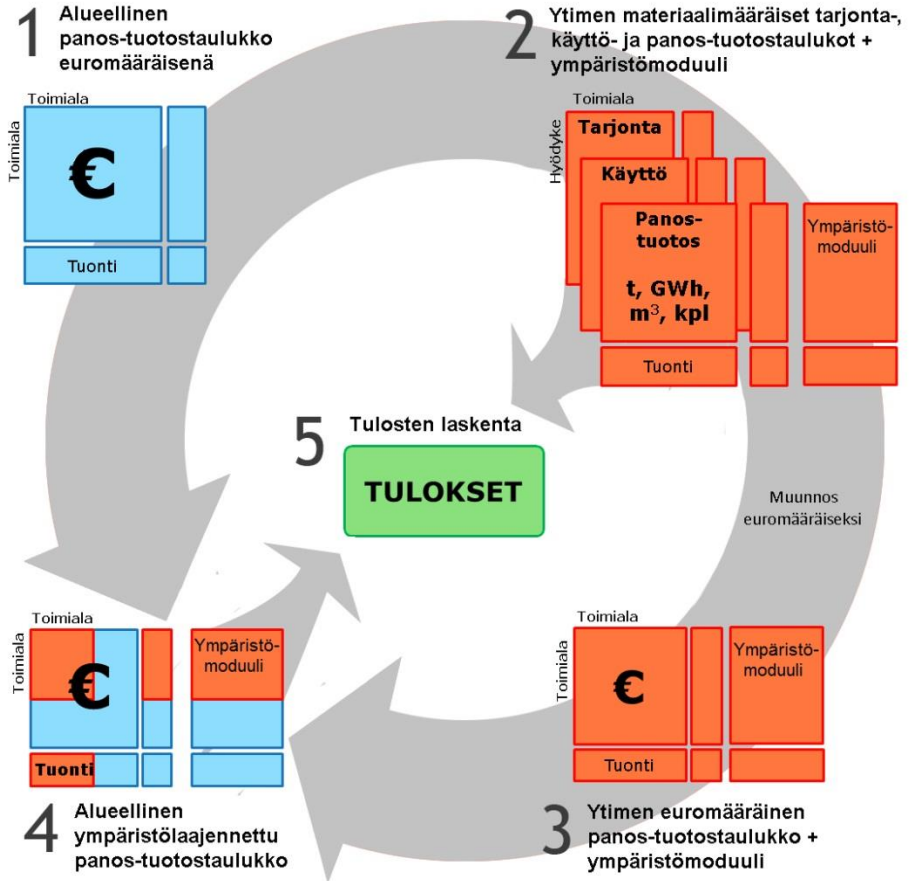 1 Alueellinen
panos-tuotostaulukko
euromääräisenä
Toimiala
Toimiala
€
Tuonti
2 Ytimen materiaalimääräiset tarjonta-,
käyttö- ja panos-tuotostaulukot +
ympäristömoduuli
Toimiala
Hyödyke
Tarjonta
Käyttö
Panos-
tuotos
t, GWh,
m³, kpl
Tuonti
Ympäristö-
moduuli
5 Tulosten laskenta
TULOKSET
Muunnos
euromääräiseksi
Toimiala
Toimiala
€
Tuonti
Ympäristö-
moduuli
4 Alueellinen
ympäristölaajennettu
panos-tuotostaulukko
Toimiala
Toimiala
€
Tuonti
Ympäristö-
moduuli
3 Ytimen euromääräinen
panos-tuotostaulukko +
ympäristömoduuli